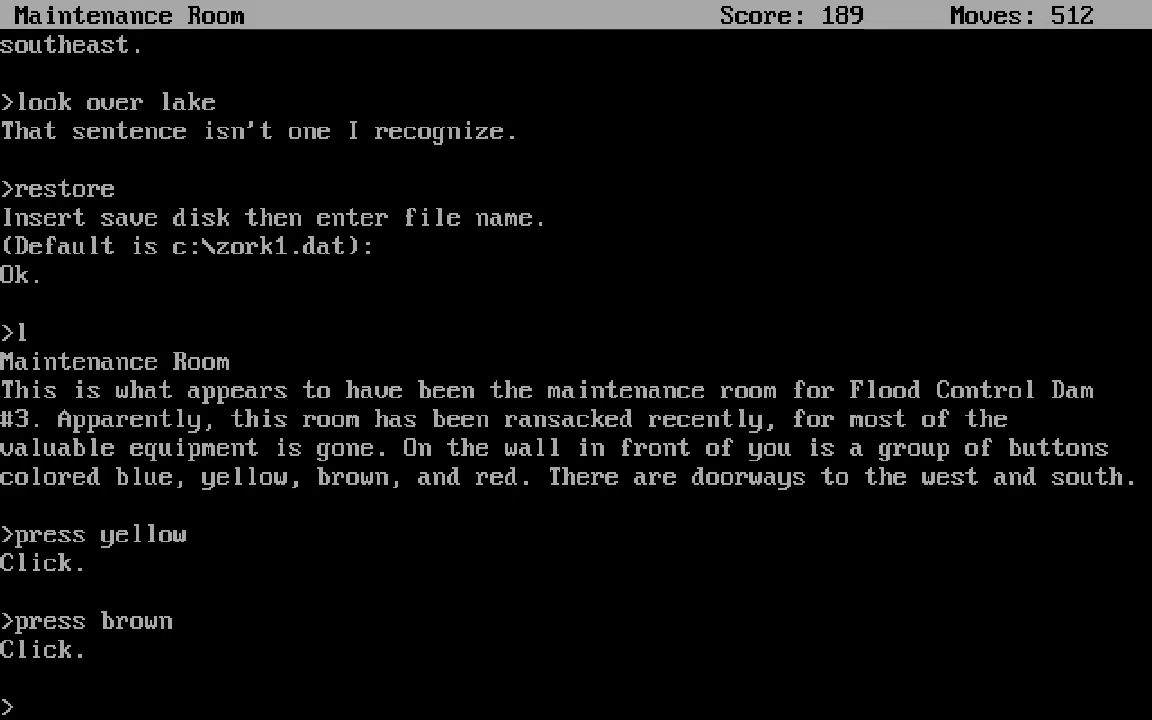 Maintenance Room Score: 189 Moves: 512
southeast.
>look over lake
That sentence isn't one I recognize.
>restore
Insert save disk then enter file name.
(Default is c:\zork1.dat):
Ok.
>l
Maintenance Room
This is what appears to have been the maintenance room for Flood Control Dam
#3. Apparently, this room has been ransacked recently, for most of the
valuable equipment is gone. On the wall in front of you is a group of buttons
colored blue, yellow, brown, and red. There are doorways to the west and south.
>press yellow
Click.
>press brown
Click.
>